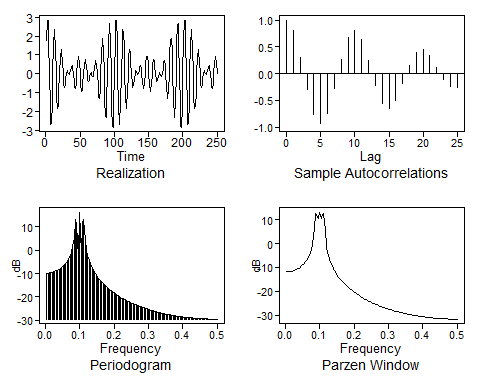 3
2
1
0
-1
-2
-3
0 50 100 150 200 250
Time
Realization
1.0
0.5
0.0
-0.5
-1.0
0 5 10 15 20 25
Lag
Sample Autocorrelations
10
0
-10
-20
-30
dB
0.0 0.1 0.2 0.3 0.4 0.5
Frequency
Periodogram
10
0
-10
-20
-30
dB
0.0 0.1 0.2 0.3 0.4 0.5
Frequency
Parzen Window